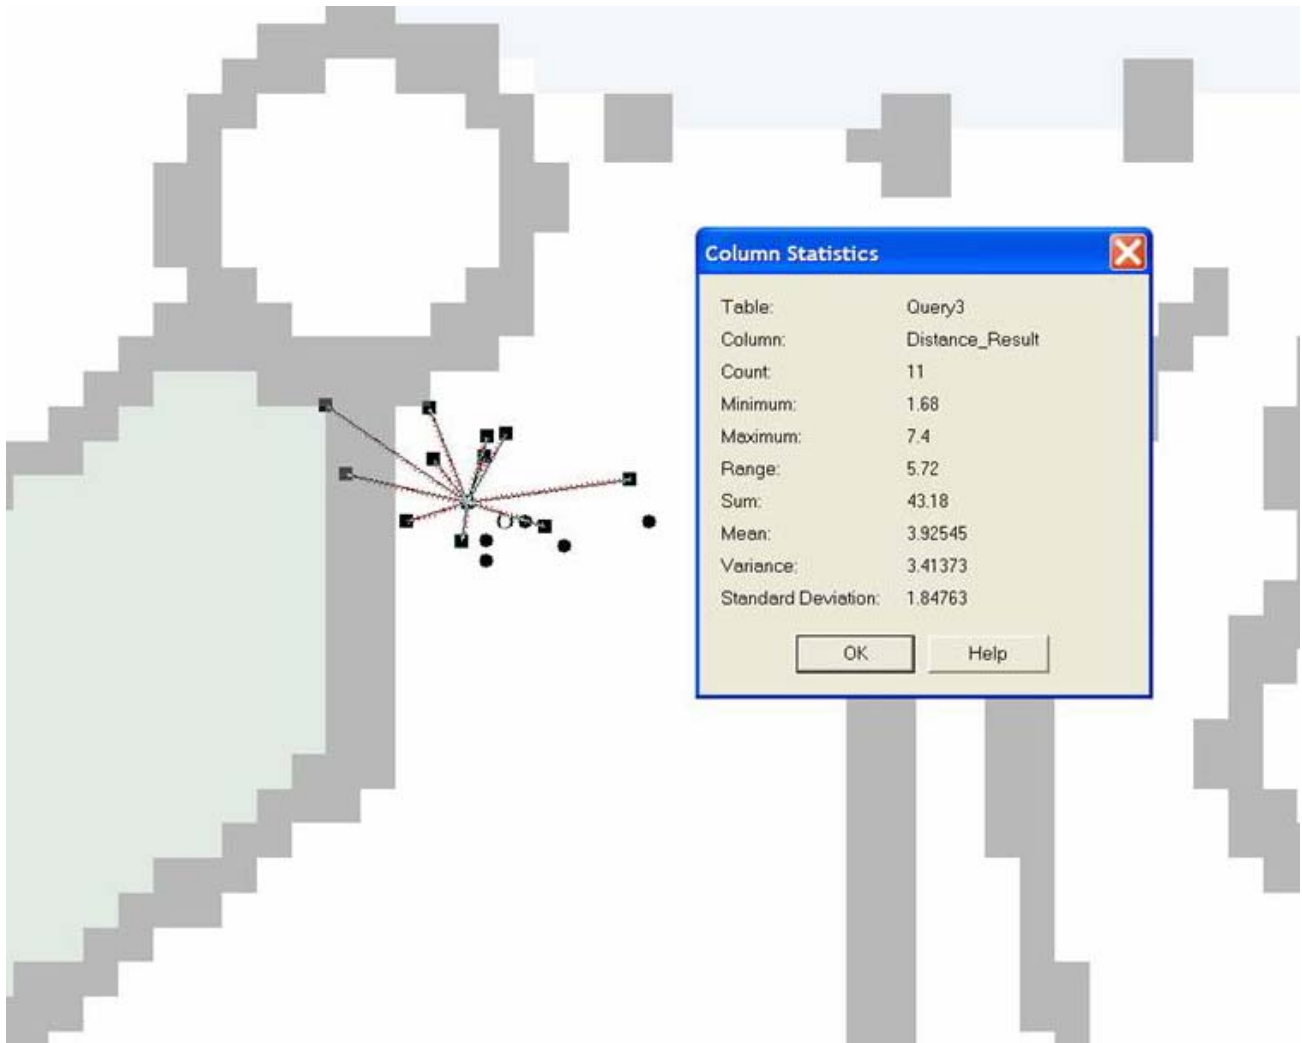 Column Statistics
Table: Query3
Column: Distance_Result
Count: 11
Minimum: 1.68
Maximum: 7.4
Range: 5.72
Sum: 43.18
Mean: 3.92545
Variance: 3.41373
Standard Deviation: 1.84763
OK Help